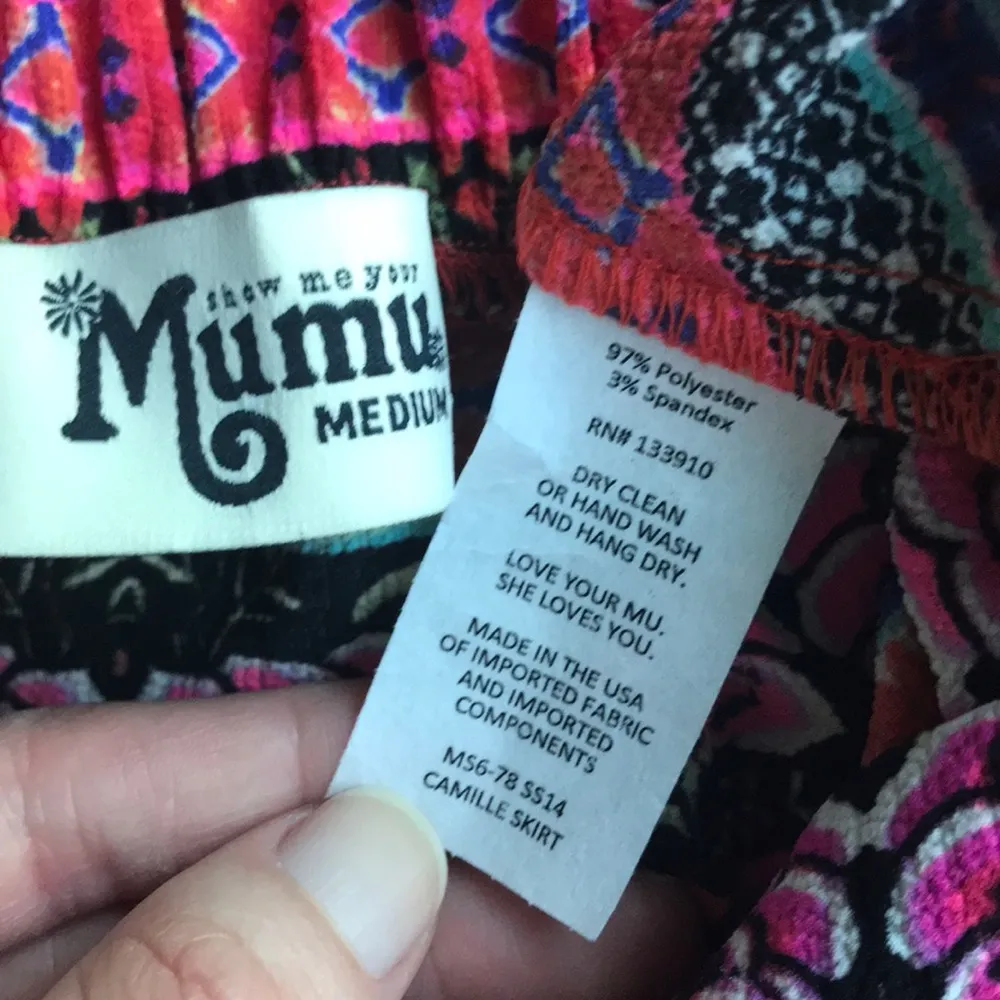 show me your
Mumu
MEDIUM
97% Polyester
3% Spandex
RN# 133910
DRY CLEAN
OR HAND WASH
AND HANG DRY.
LOVE YOUR MU.
SHE LOVES YOU.
MADE IN THE USA
OF IMPORTED FABRIC
AND IMPORTED
COMPONENTS
MS6-78 SS14
CAMILLE SKIRT